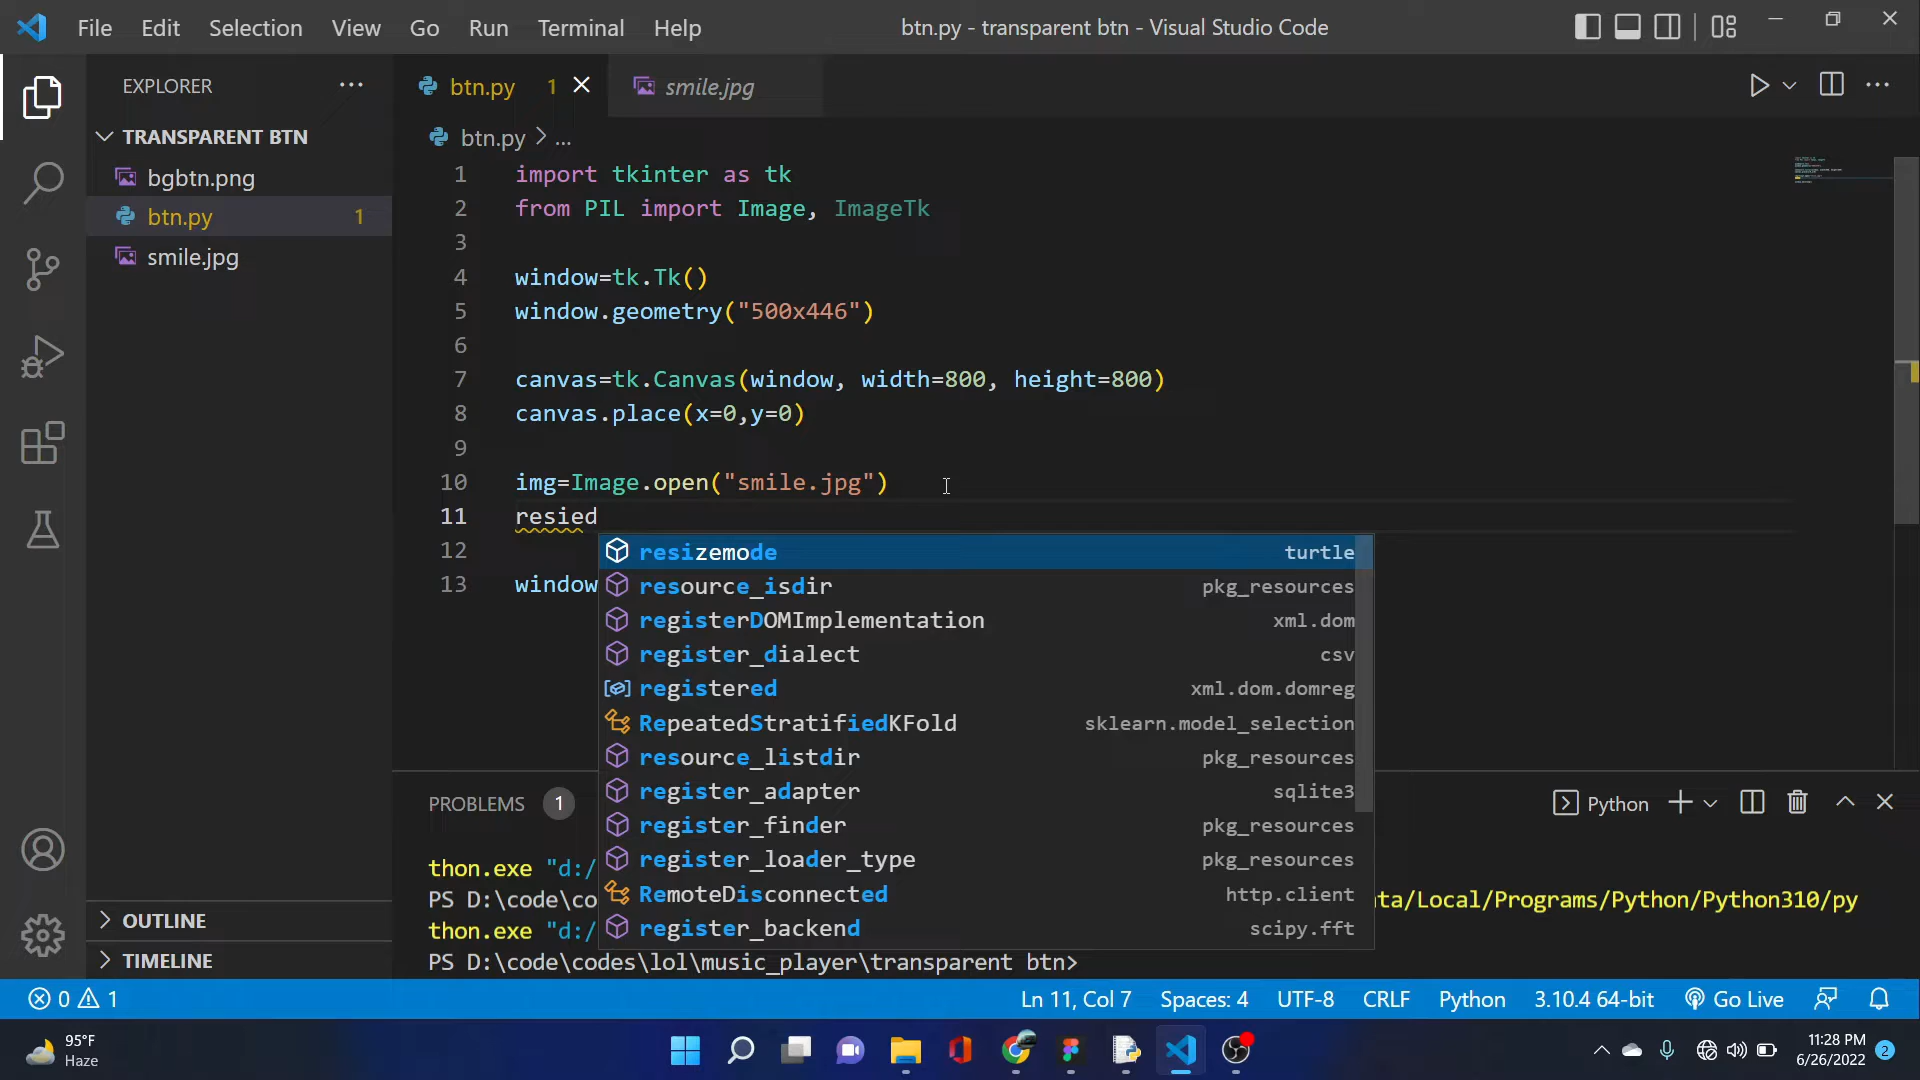 File Edit Selection View Go Run Terminal Help
btn.py - transparent btn - Visual Studio Code
EXPLORER
TRANSPARENT BTN
bgbtn.png
btn.py 1
smile.jpg
OUTLINE
TIMELINE
btn.py 1
smile.jpg
btn.py > ...
1 import tkinter as tk
2 from PIL import Image, ImageTk
3
4 window=tk.Tk()
5 window.geometry("500x446")
6
7 canvas=tk.Canvas(window, width=800, height=800)
8 canvas.place(x=0,y=0)
9
10 img=Image.open("smile.jpg")
11 resied
12
13 window
resizemode turtle
resource_isdir pkg_resources
registerDOMImplementation xml.dom
register_dialect csv
registered xml.dom.domreg
RepeatedStratifiedKFold sklearn.model_selection
resource_listdir pkg_resources
register_adapter sqlite3
register_finder pkg_resources
register_loader_type pkg_resources
RemoteDisconnected http.client
register_backend scipy.fft
PROBLEMS 1
Python
thon.exe "d:/
PS D:\code\co ta/Local/Programs/Python/Python310/py
thon.exe "d:/
PS D:\code\codes\lol\music_player\transparent btn>
0 1
Ln 11, Col 7 Spaces: 4 UTF-8 CRLF Python 3.10.4 64-bit Go Live
95°F
Haze
11:28 PM
6/26/2022 2